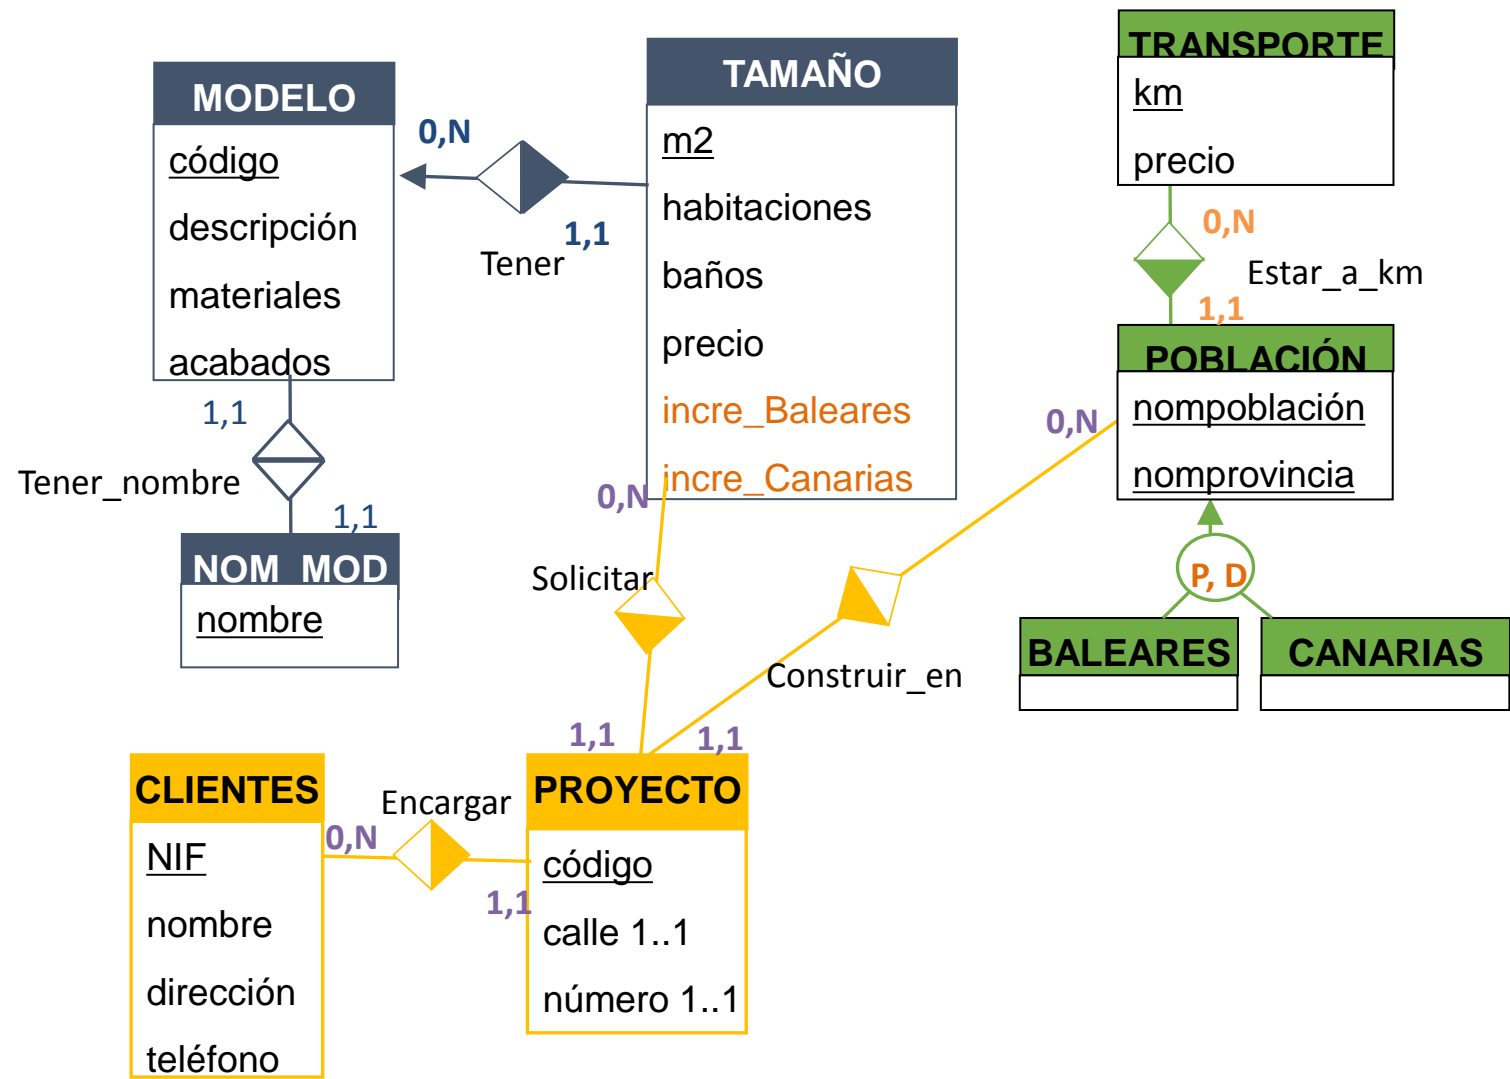 MODELO
código
descripción
materiales
acabados
0,N
1,1
Tener
TAMAÑO
m2
habitaciones
baños
precio
incre_Baleares
incre_Canarias
TRANSPORTE
km
precio
0,N
Estar_a_km
1,1
POBLACIÓN
nompoblación
nomprovincia
P, D
BALEARES
CANARIAS
1,1
Tener_nombre
1,1
NOM_MOD
nombre
0,N
Solicitar
1,1
0,N
Construir_en
1,1
CLIENTES
NIF
nombre
dirección
teléfono
Encargar
0,N
1,1
PROYECTO
código
calle 1..1
número 1..1